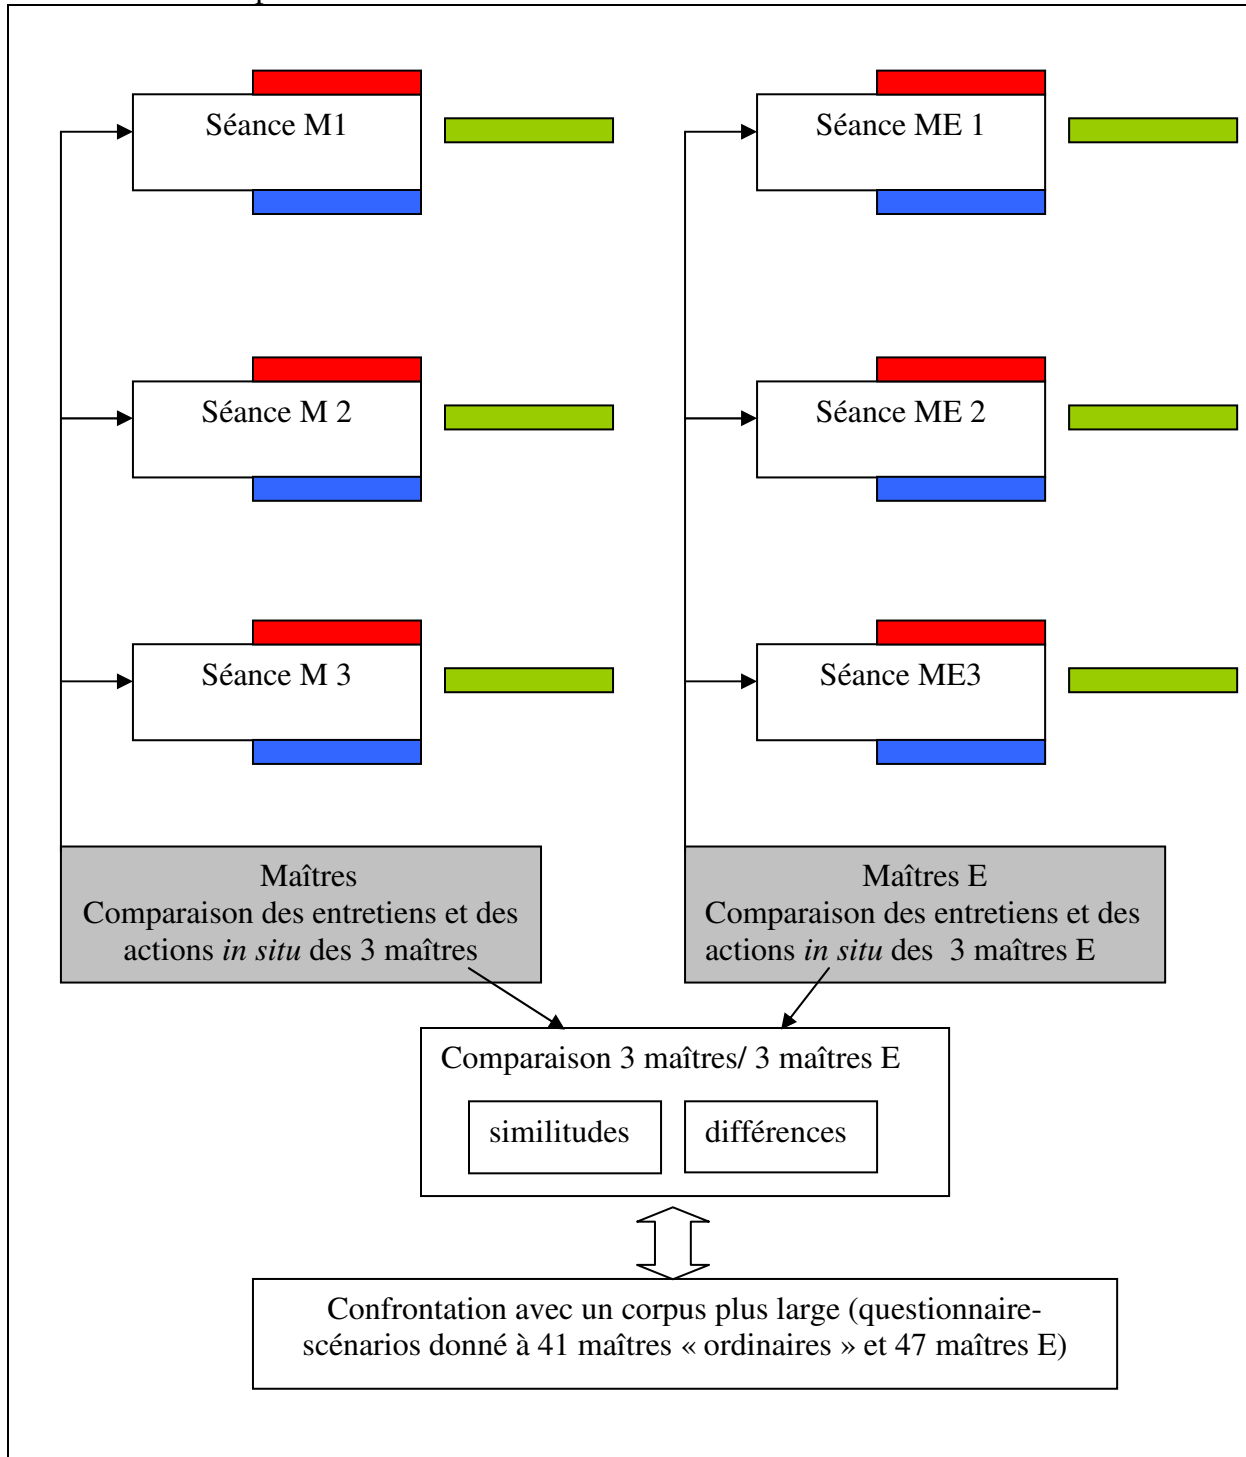 Séance M1
Séance ME 1
Séance M 2
Séance ME 2
Séance M 3
Séance ME3
Maîtres
Comparaison des entretiens et des
actions in situ des 3 maîtres
Maîtres E
Comparaison des entretiens et des
actions in situ des 3 maîtres E
Comparaison 3 maîtres/ 3 maîtres E
similitudes
différences
Confrontation avec un corpus plus large (questionnaire-
scénarios donné à 41 maîtres « ordinaires » et 47 maîtres E)